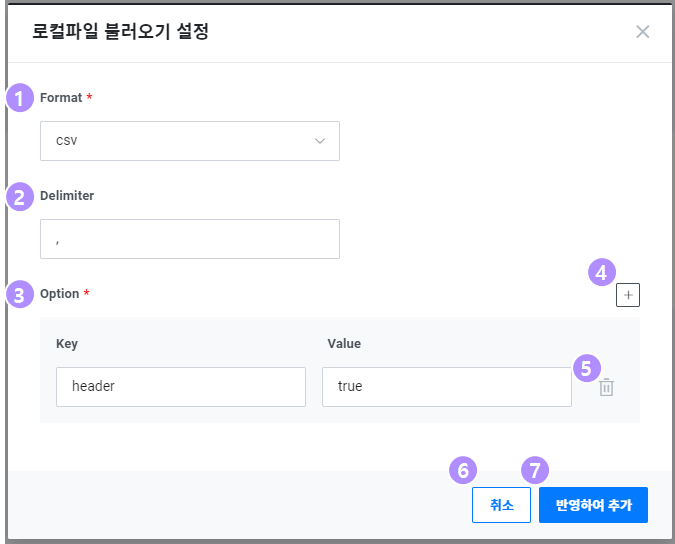 로컬파일 불러오기 설정
1 Format *
csv
2 Delimiter
,
4
3 Option *
Key Value
5
header true
6 7
취소 반영하여 추가